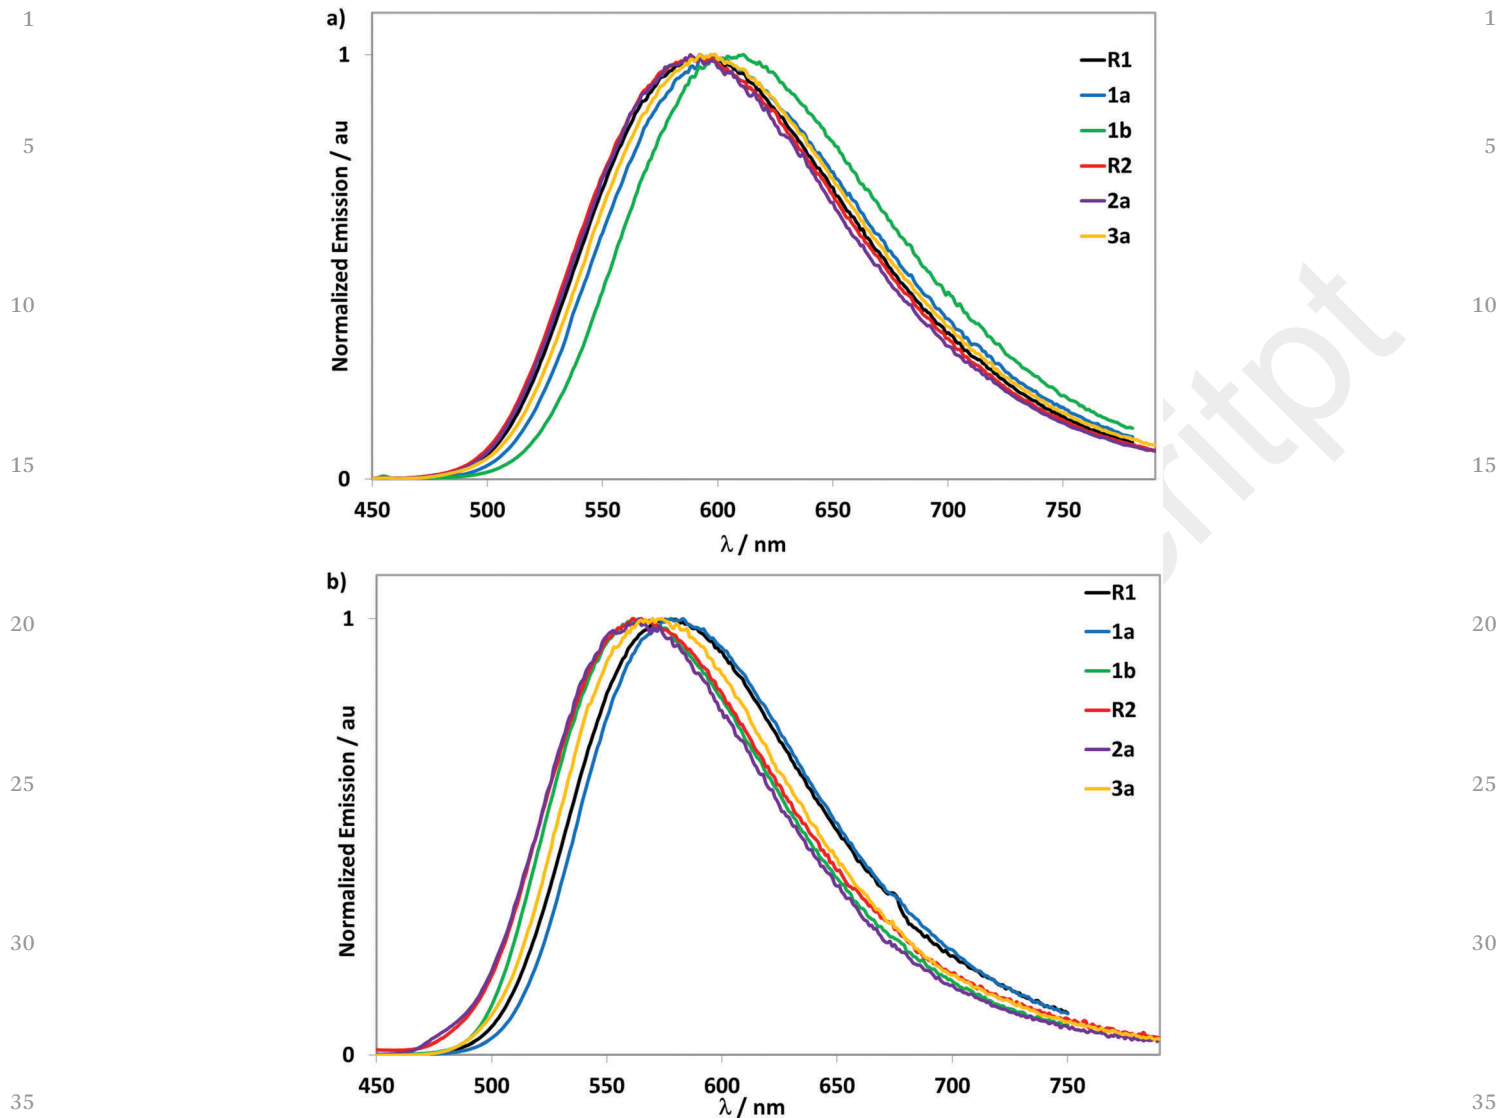 1 1
a)
1
R1
1a
1b
R2
2a
3a
5 5
Normalized Emission / au
10 10
15 15
0
450 500 550 600 650 700 750
λ / nm
b)
R1
1
20 20
1a
1b
R2
2a
3a
Normalized Emission / au
25 25
30 30
0
450 500 550 600 650 700 750
λ / nm
35 35
critpt